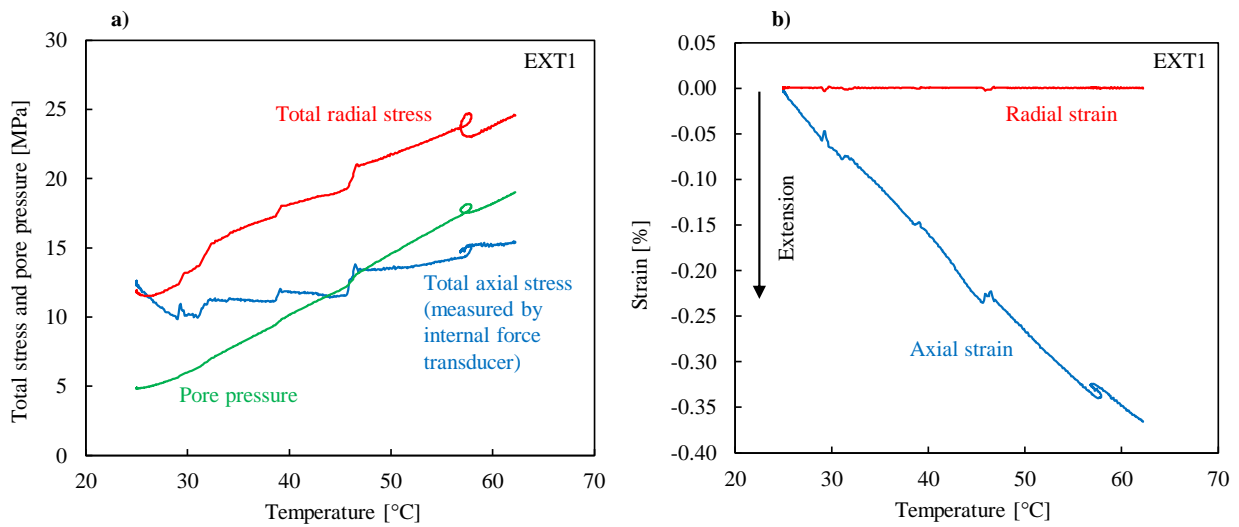 a)
30
25
20
15
10
5
0
Total stress and pore pressure [MPa]
EXT1
Total radial stress
Total axial stress
(measured by
internal force
transducer)
Pore pressure
20
30
40
50
60
70
Temperature [°C]
b)
0.05
0.00
-0.05
-0.10
-0.15
-0.20
-0.25
-0.30
-0.35
-0.40
Strain [%]
EXT1
Radial strain
Extension
Axial strain
20
30
40
50
60
70
Temperature [°C]